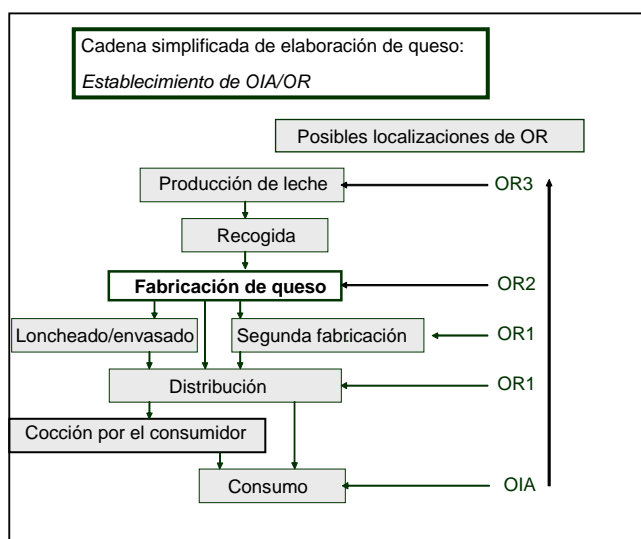 Cadena simplificada de elaboración de queso:
Establecimiento de OIA/OR
Posibles localizaciones de OR
Producción de leche
OR3
Recogida
Fabricación de queso
OR2
Loncheado/envasado
Segunda fabricación
OR1
Distribución
OR1
Cocción por el consumidor
Consumo
OIA